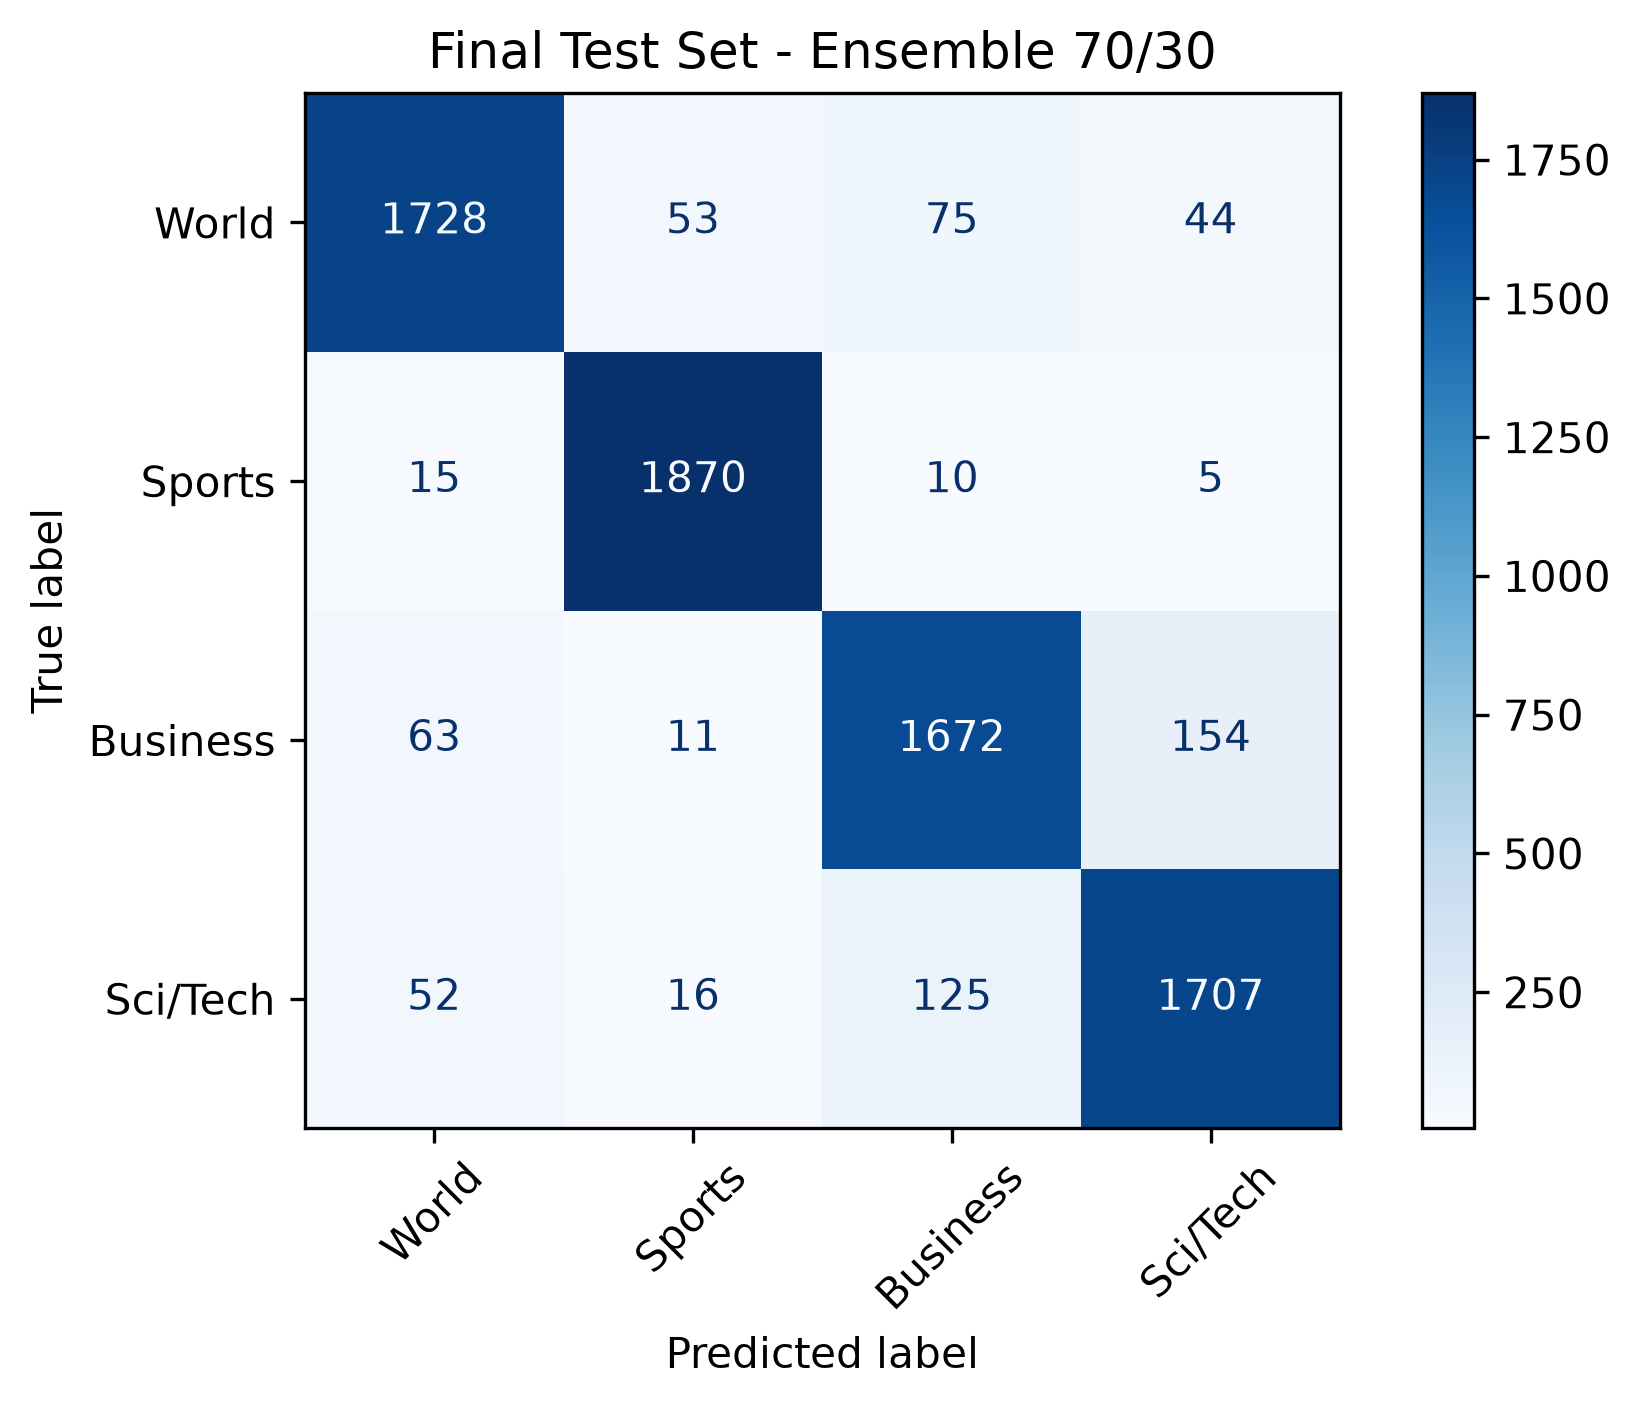 Final Test Set - Ensemble 70/30
True label
World
Sports
Business
Sci/Tech
1728 53 75 44
15 1870 10 5
63 11 1672 154
52 16 125 1707
World Sports Business Sci/Tech
Predicted label
1750
1500
1250
1000
750
500
250